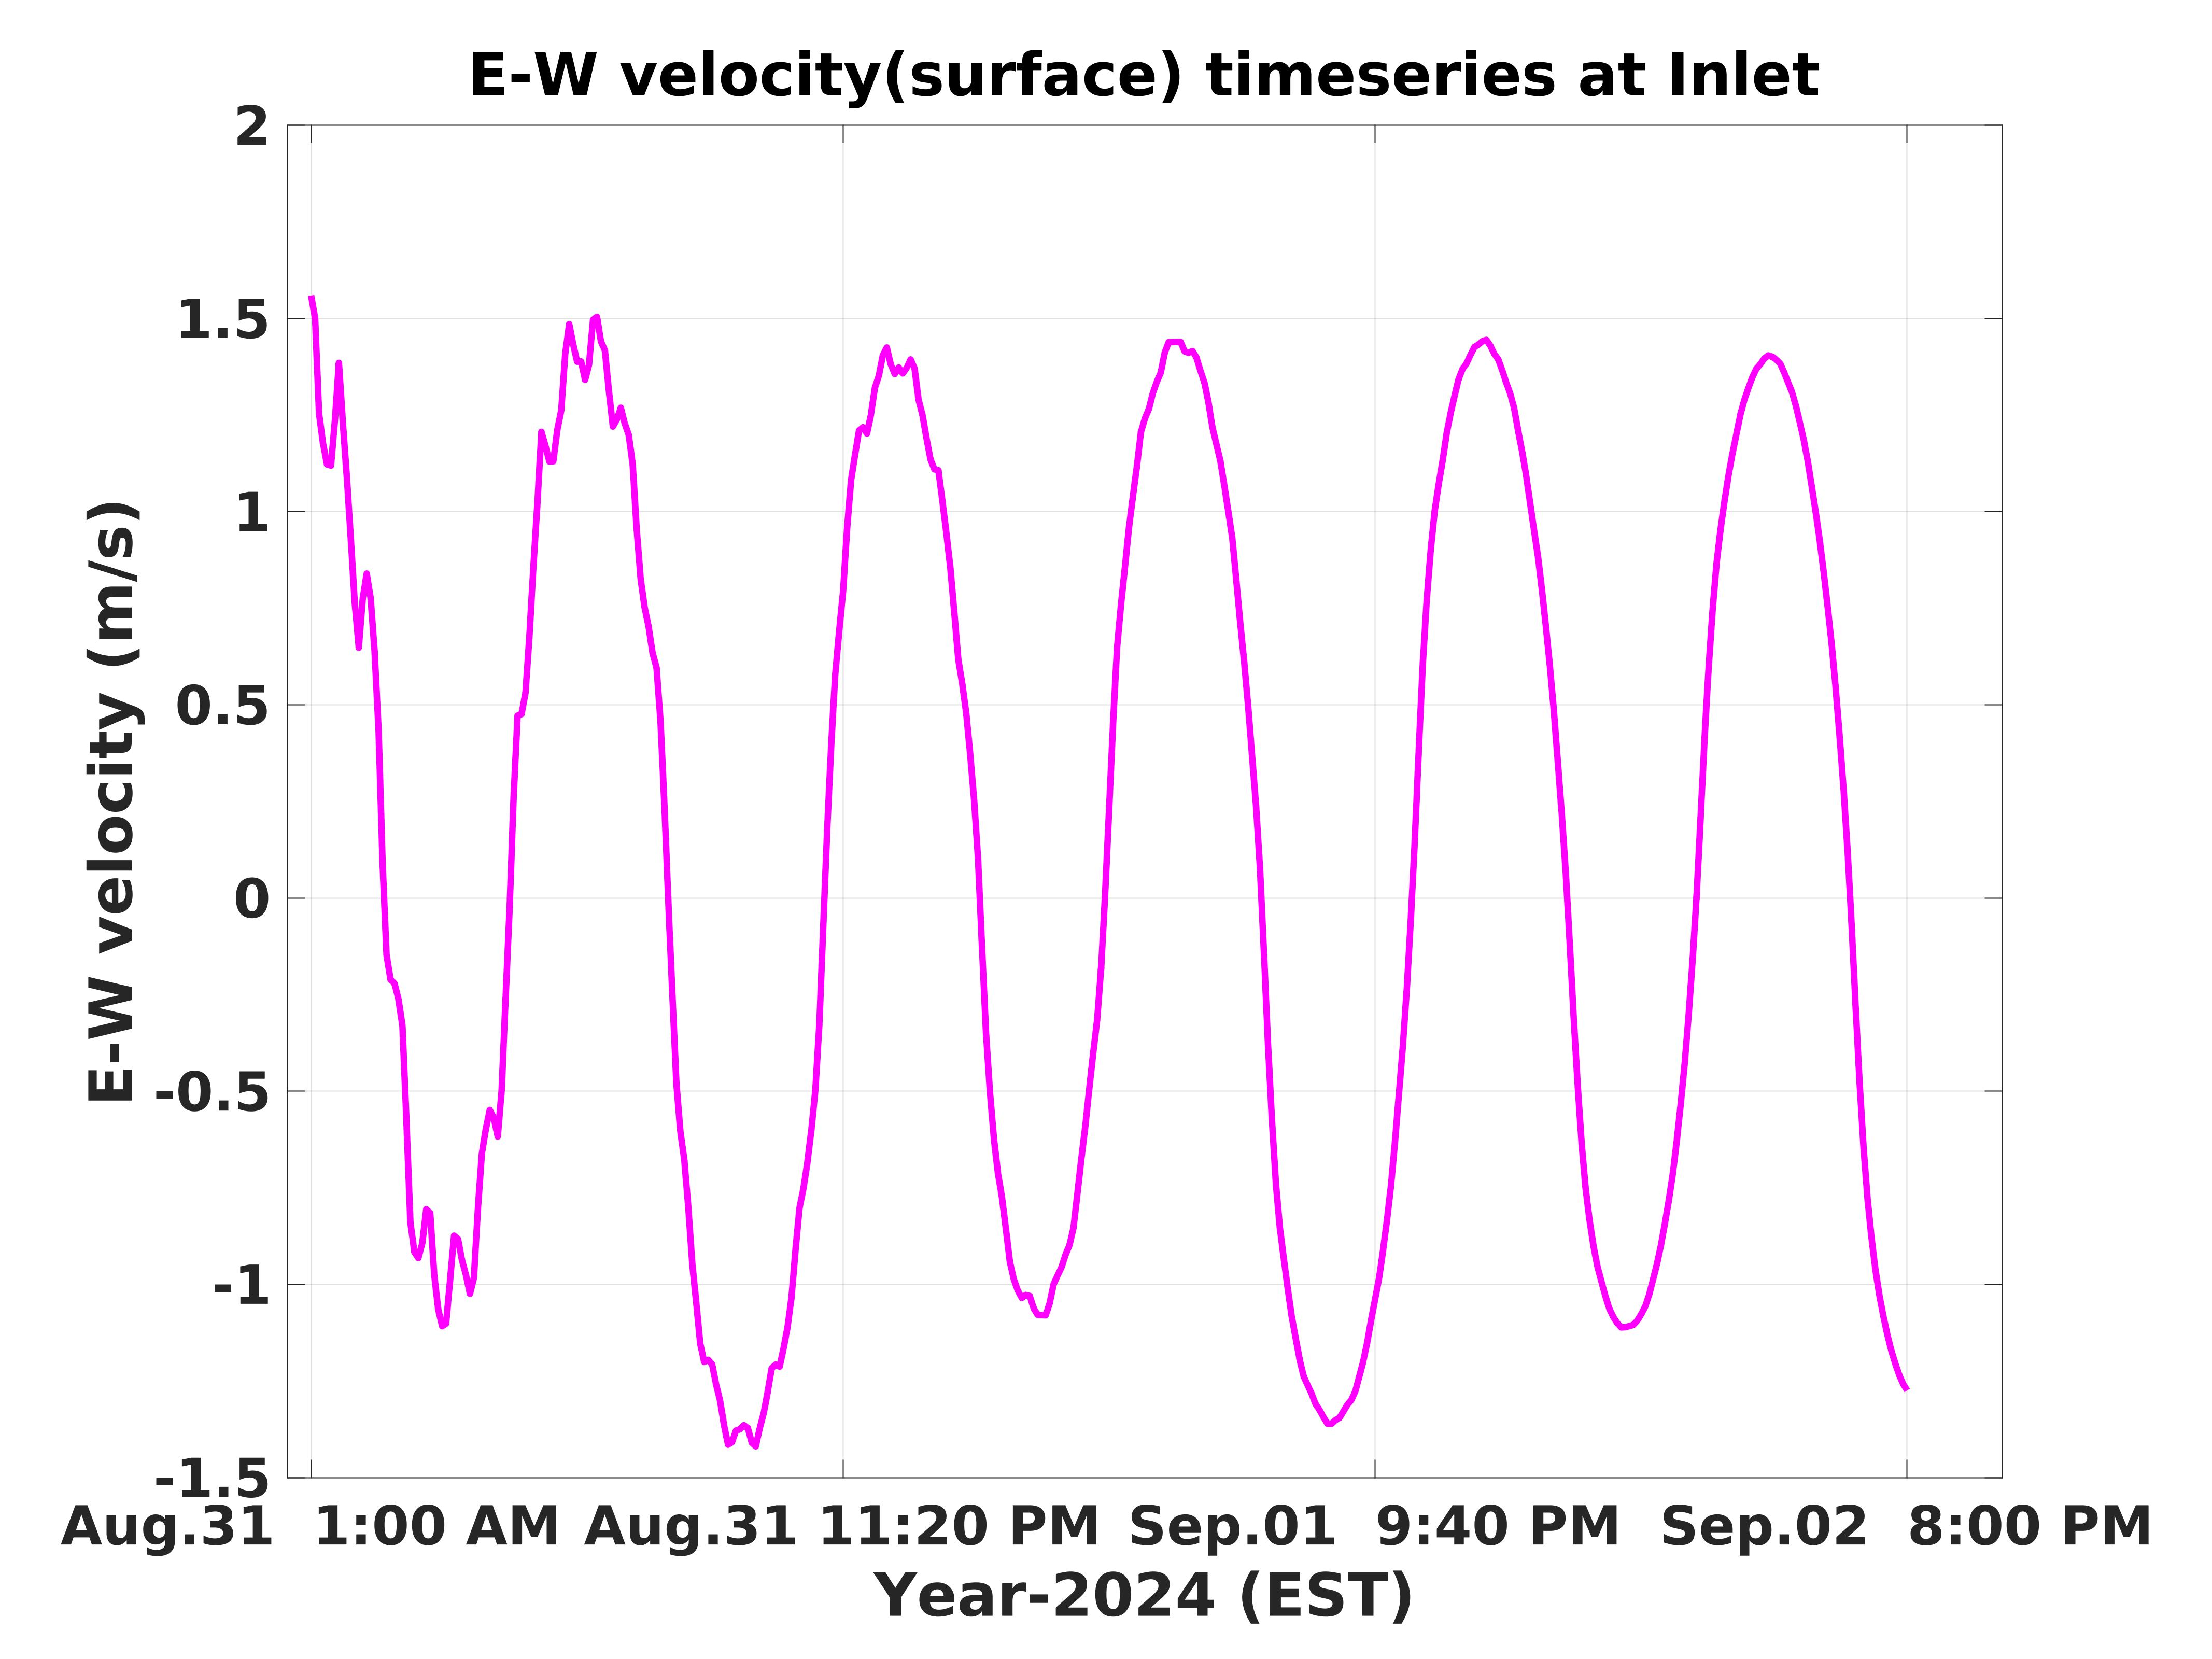 E-W velocity(surface) timeseries at Inlet
E-W velocity (m/s)
2
1.5
1
0.5
0
-0.5
-1
-1.5
Aug.31  1:00 AM Aug.31 11:20 PM Sep.01  9:40 PM Sep.02  8:00 PM
Year-2024 (EST)